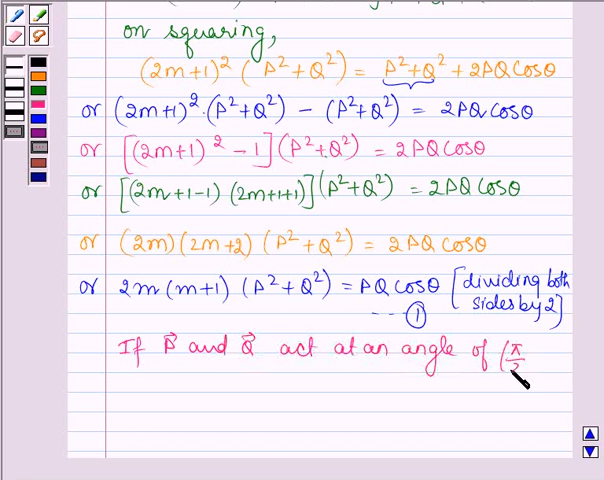 on squaring,
(2m+1)² (P²+Q²) = P²+Q² + 2PQ Cosθ
or (2m+1)².(P²+Q²) - (P²+Q²) = 2PQ Cosθ
or [(2m+1)² - 1](P²+Q²) = 2PQ Cosθ
or [(2m+1-1) (2m+1+1)](P²+Q²) = 2PQ Cosθ
or (2m)(2m+2) (P²+Q²) = 2PQ Cosθ
or 2m(m+1) (P²+Q²) = PQ Cosθ [dividing both
sides by 2]
---- ①
If P⃗ and Q⃗ act at an angle of (π/2